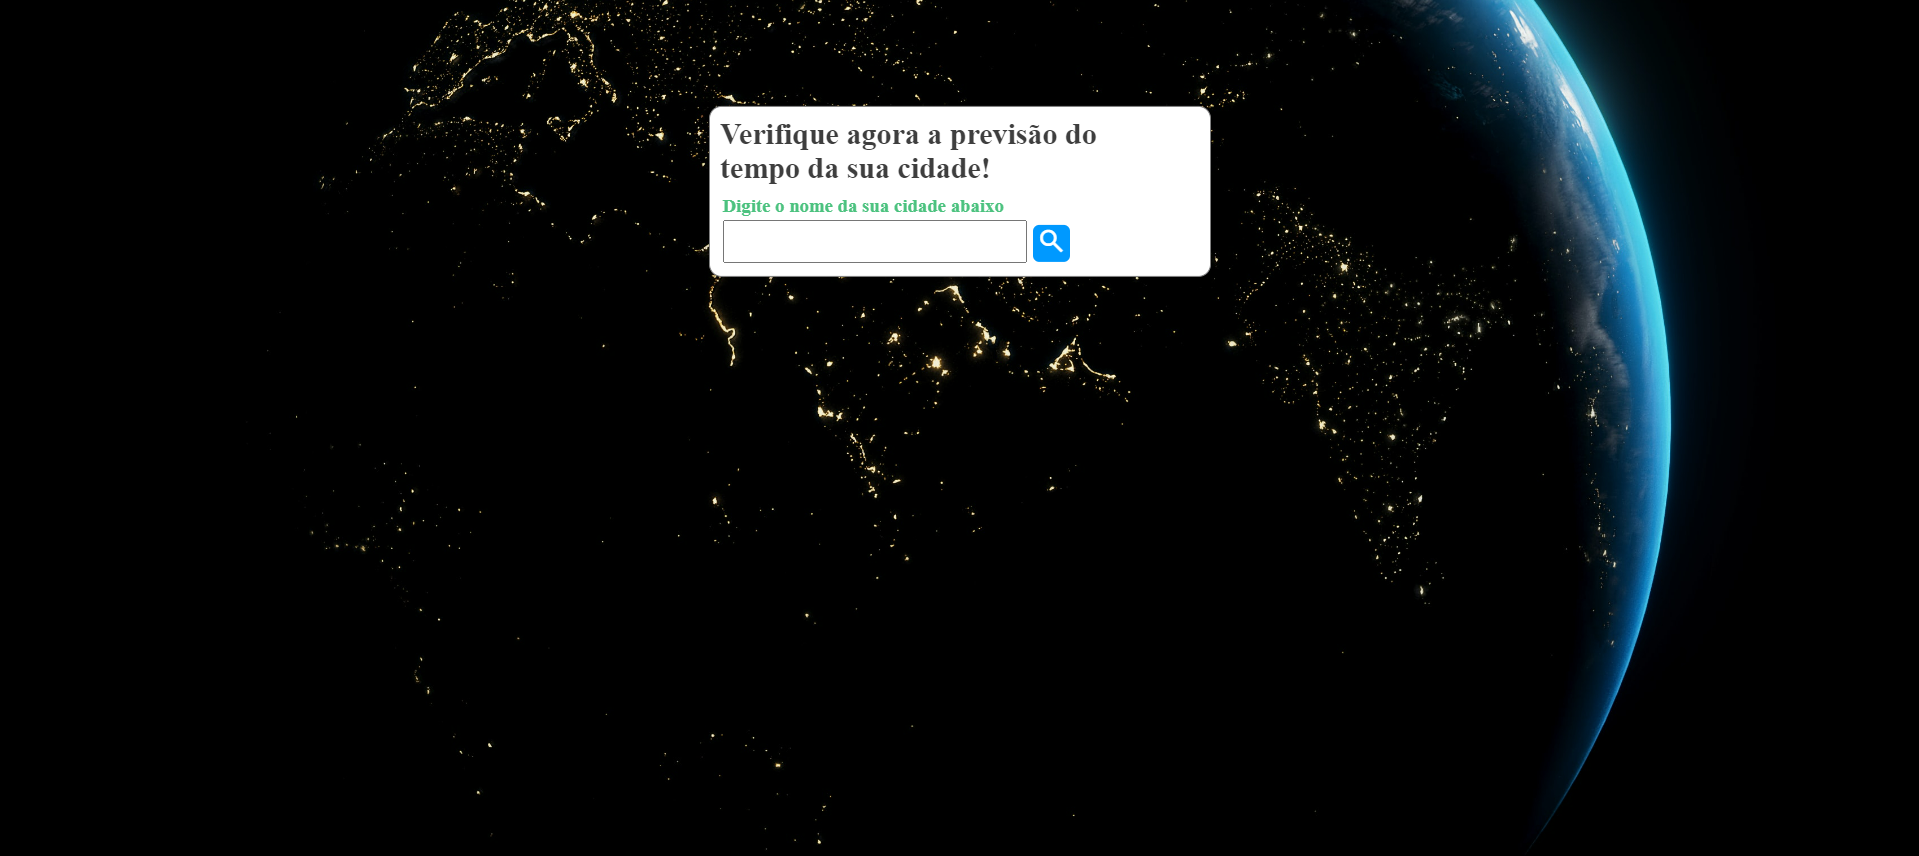 Verifique agora a previsão do
tempo da sua cidade!
Digite o nome da sua cidade abaixo